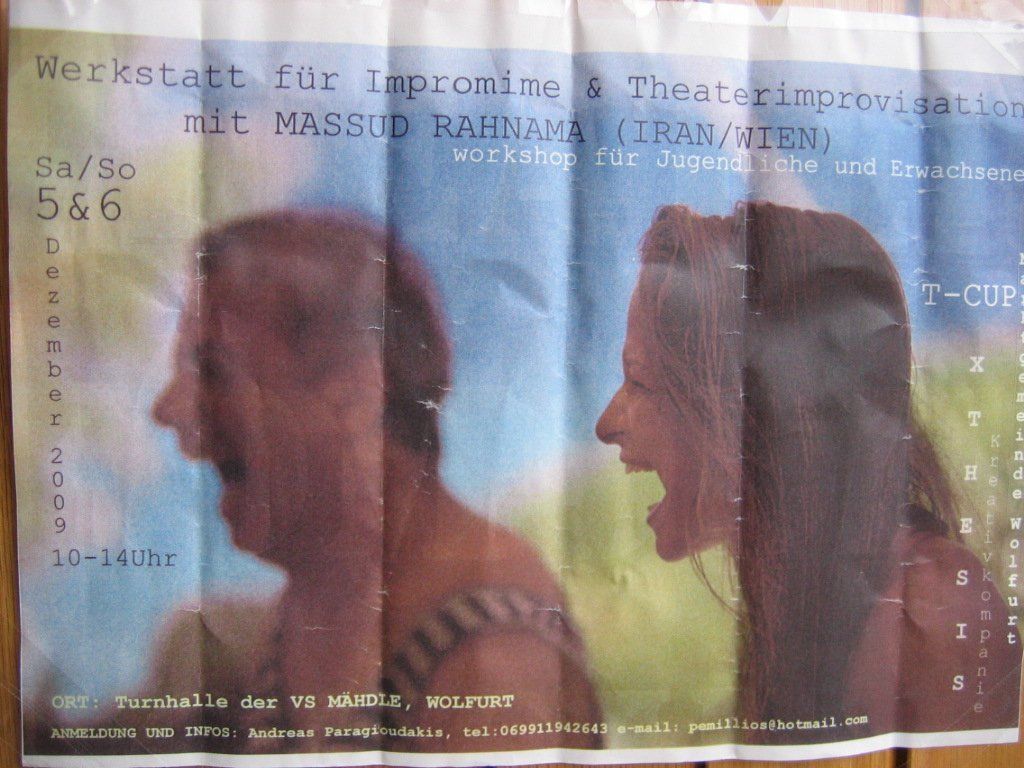 Werkstatt für Impromime & Theaterimprovisation
mit MASSUD RAHNAMA (IRAN/WIEN)
workshop für Jugendliche und Erwachsene
Sa/So
5&6
Dezember 2009
10-14Uhr
T-CUP
XTHESIS
Kreativkompanie
Wolfurt
ORT: Turnhalle der VS MÄHDLE, WOLFURT
ANMELDUNG UND INFOS: Andreas Paragioudakis, tel:069911942643 e-mail: pemillios@hotmail.com